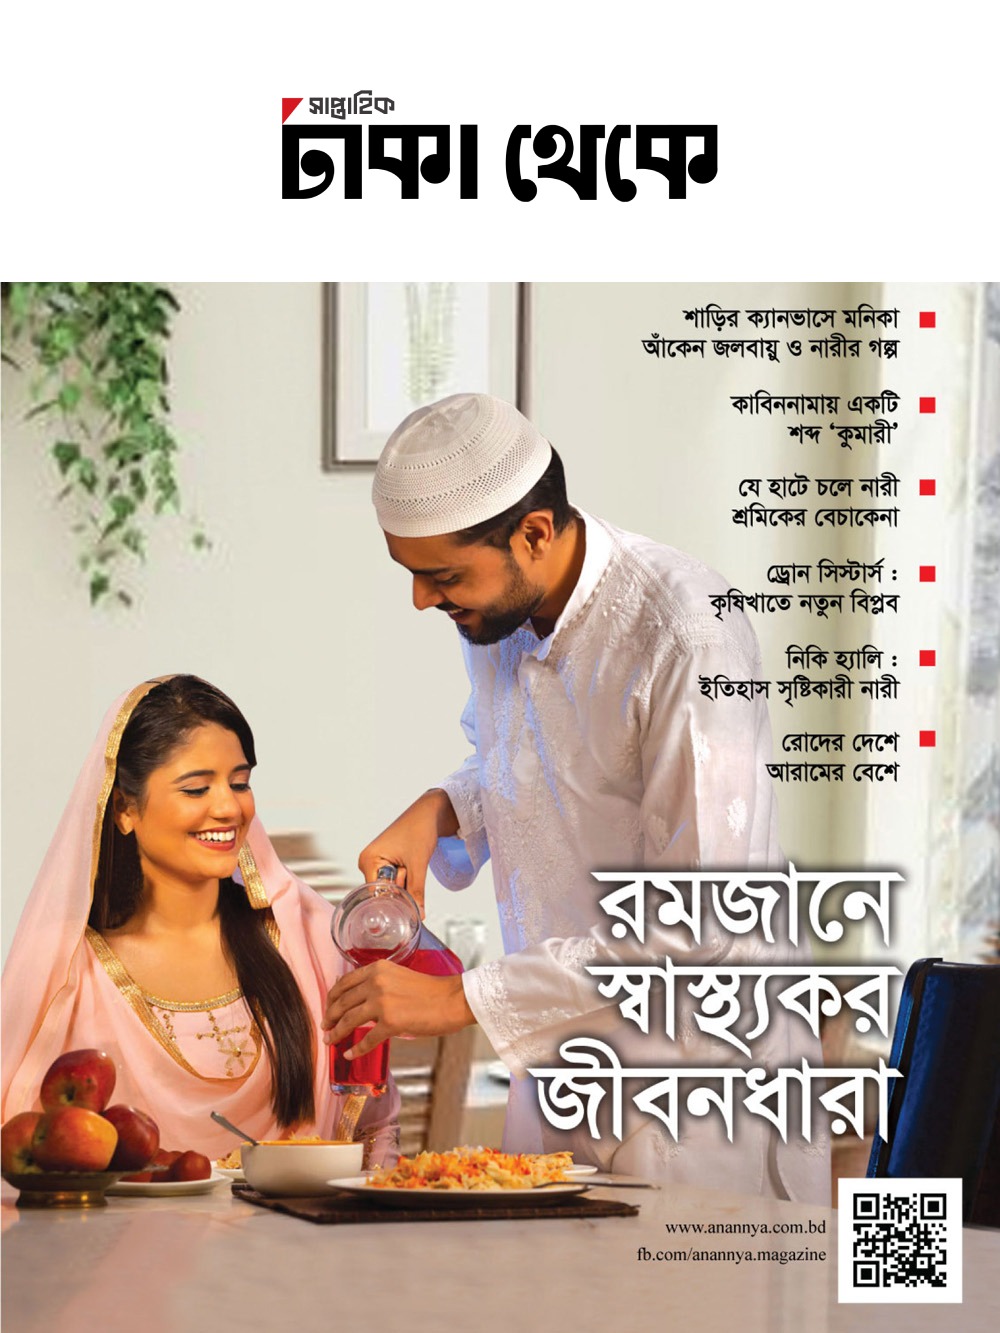 সাপ্তাহিক
ঢাকা থেকে
শাড়ির ক্যানভাসে মনিকা
আঁকেন জলবায়ু ও নারীর গল্প
কাবিননামায় একটি
শব্দ ‘কুমারী’
যে হাটে চলে নারী
শ্রমিকের বেচাকেনা
ড্রোন সিস্টার্স :
কৃষিখাতে নতুন বিপ্লব
নিকি হ্যালি :
ইতিহাস সৃষ্টিকারী নারী
রোদের দেশে
আরামের বেশে
রমজানে
স্বাস্থ্যকর
জীবনধারা
www.anannya.com.bd
fb.com/anannya.magazine